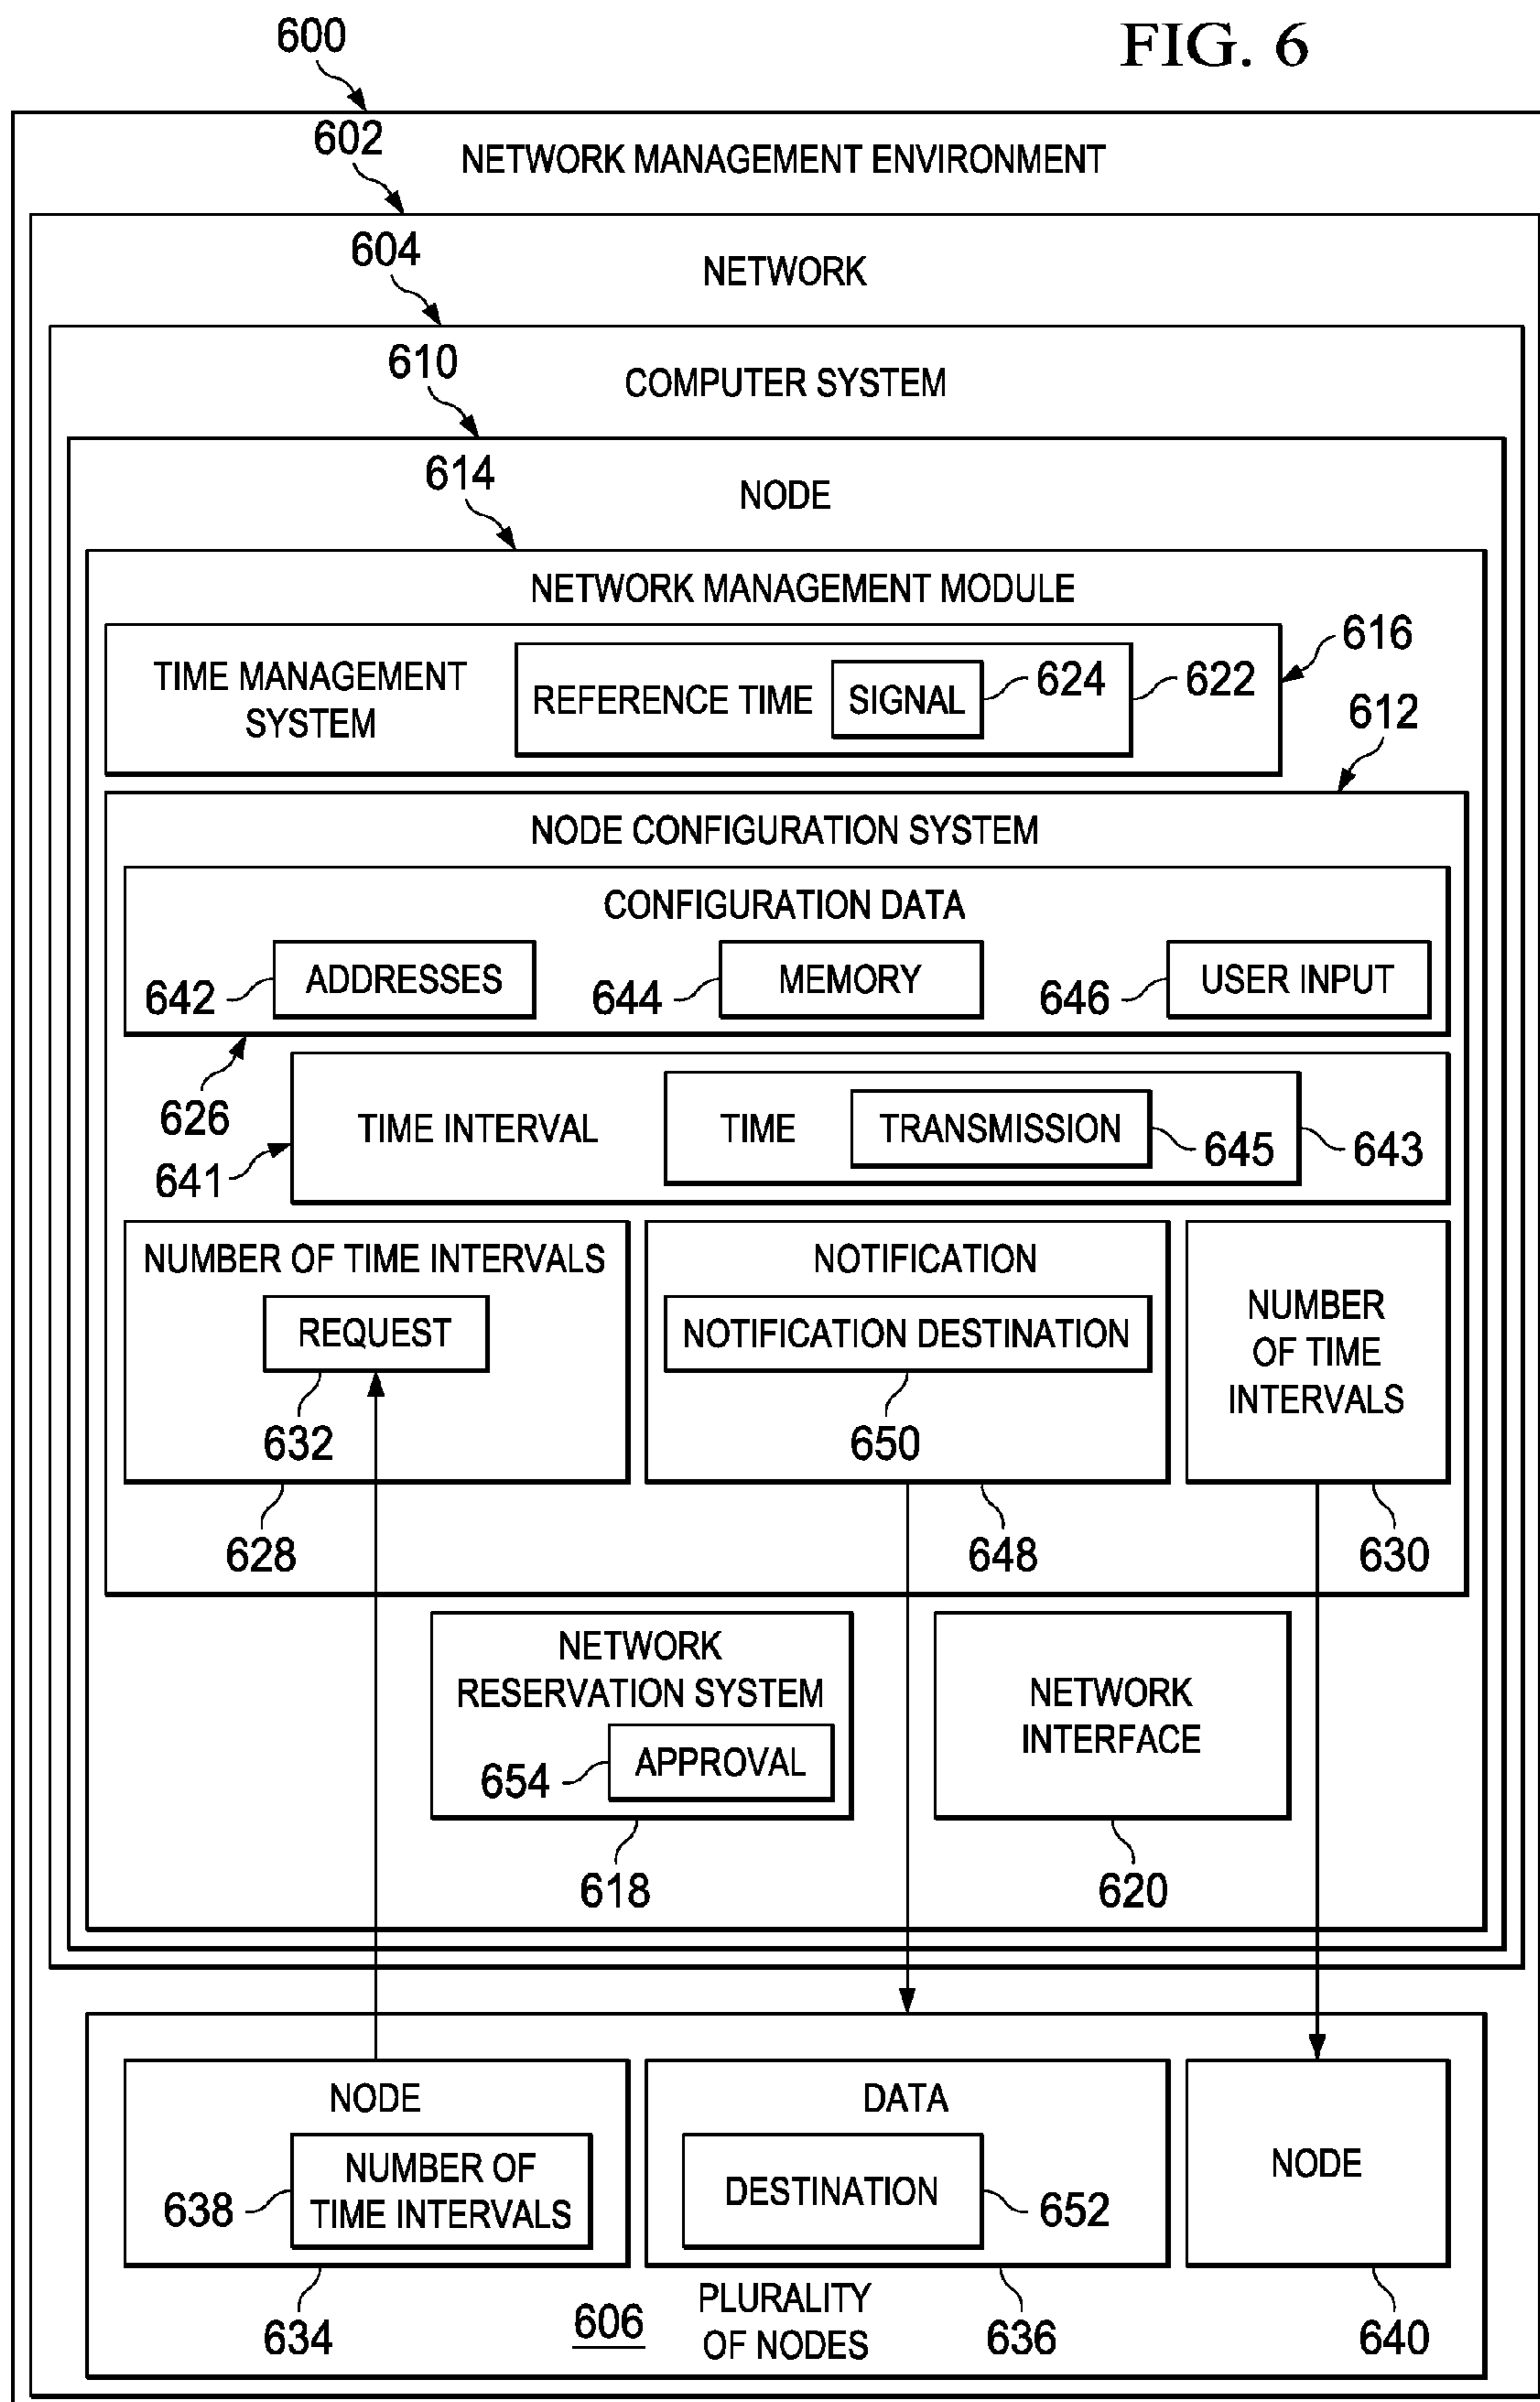 FIG. 6
600
602
NETWORK MANAGEMENT ENVIRONMENT
604
NETWORK
610
COMPUTER SYSTEM
614
NODE
NETWORK MANAGEMENT MODULE
616
TIME MANAGEMENT
SYSTEM
REFERENCE TIME
SIGNAL
624
622
612
NODE CONFIGURATION SYSTEM
CONFIGURATION DATA
642
ADDRESSES
644
MEMORY
646
USER INPUT
626
641
TIME INTERVAL
TIME
TRANSMISSION
645
643
NUMBER OF TIME INTERVALS
REQUEST
632
628
NOTIFICATION
NOTIFICATION DESTINATION
650
648
NUMBER
OF TIME
INTERVALS
630
NETWORK
RESERVATION SYSTEM
654
APPROVAL
618
NETWORK
INTERFACE
620
NODE
638
NUMBER OF
TIME INTERVALS
634
DATA
DESTINATION
652
636
NODE
640
606
PLURALITY
OF NODES